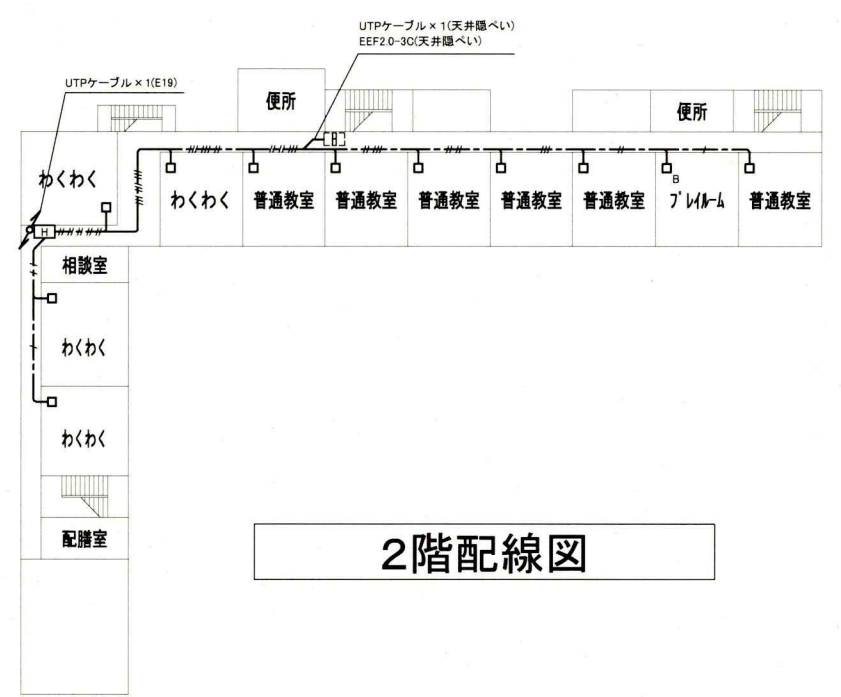 UTPケーブル×1(天井隠ぺい)
EEF2.0-3C(天井隠ぺい)
UTPケーブル×1(E19)
便所
便所
わくわく
わくわく
普通教室
普通教室
普通教室
普通教室
普通教室
B
プレイルーム
普通教室
H
H
相談室
わくわく
わくわく
配膳室
2階配線図